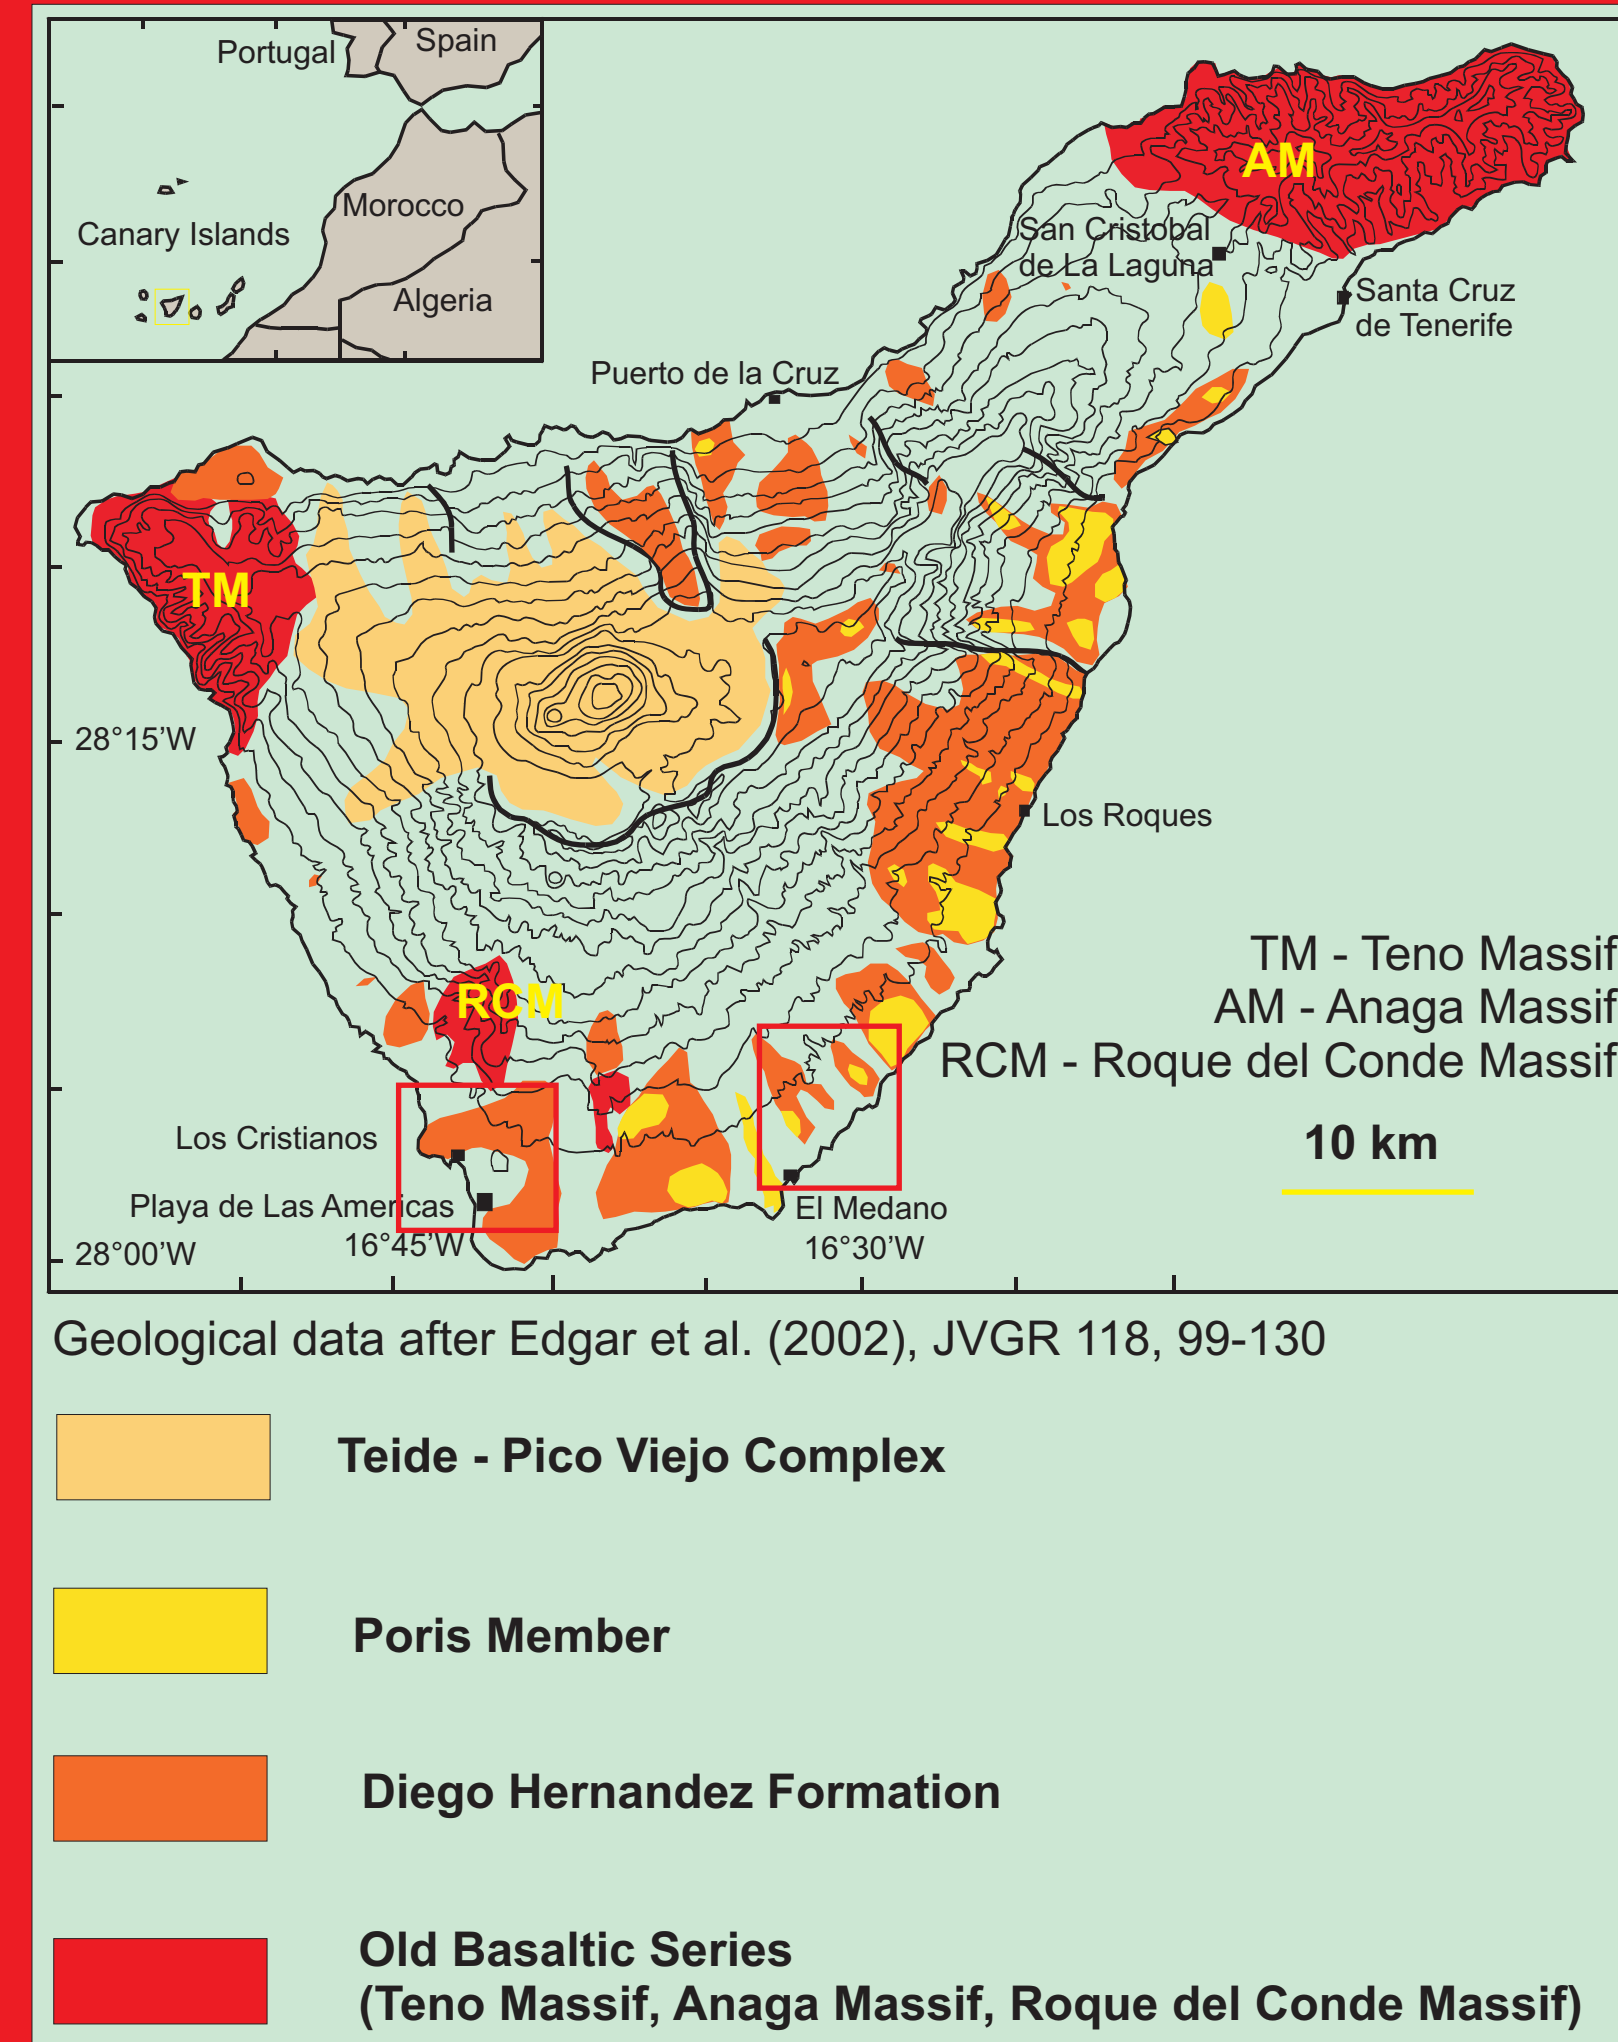 Portugal
Spain
Morocco
Canary Islands
Algeria
AM
San Cristobal
de La Laguna
Santa Cruz
de Tenerife
Puerto de la Cruz
TM
28°15'W
Los Roques
TM - Teno Massif
AM - Anaga Massif
RCM - Roque del Conde Massif
RCM
10 km
Los Cristianos
Playa de Las Americas
El Medano
28°00'W
16°45'W
16°30'W
Geological data after Edgar et al. (2002), JVGR 118, 99-130
Teide - Pico Viejo Complex
Poris Member
Diego Hernandez Formation
Old Basaltic Series
(Teno Massif, Anaga Massif, Roque del Conde Massif)